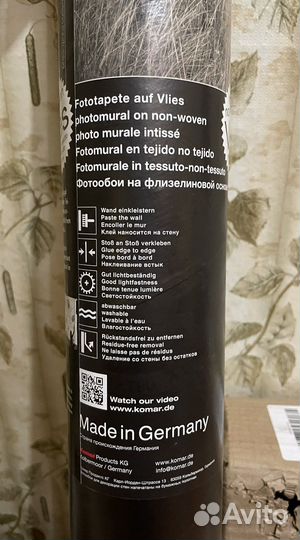 Fototapete auf Vlies
photomural on non-woven
photo murale intissé
Fotomural en tejido no tejido
Fotomurale in tessuto-non-tessuto
Фотообои на флизелиновой основе
Wand einkleistern
Paste the wall
Encoller le mur
Клей наносится на стену
Stoß an Stoß verkleben
Glue edge to edge
Pose bord à bord
Наклеивание встык
Gut lichtbeständig
Good lightfastness
Bonne tenue lumière
Светостойкость
abwaschbar
washable
Lavable à l'eau
Влагостойкость
Rückstandsfrei zu entfernen
Residue-free removal
Ne laisse pas de résidus
Удаление со стены без остатков
Watch our video
www.komar.de
Made in Germany
Страна происхождения Германия
Products KG
Kolbermoor / Germany
www.komar.de
info@komar.de
Avito